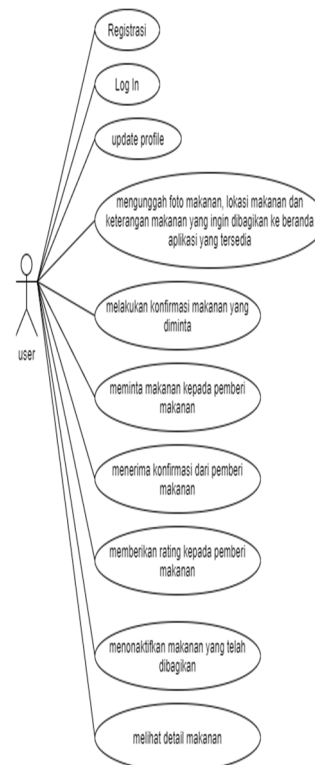 Registrasi
Log In
update profile
mengunggah foto makanan, lokasi makanan dan
keterangan makanan yang ingin dibagikan ke beranda
aplikasi yang tersedia
user
melakukan konfirmasi makanan yang
diminta
meminta makanan kepada pemberi
makanan
menerima konfirmasi dari pemberi
makanan
memberikan rating kepada pemberi
makanan
menonaktifkan makanan yang telah
dibagikan
melihat detail makanan